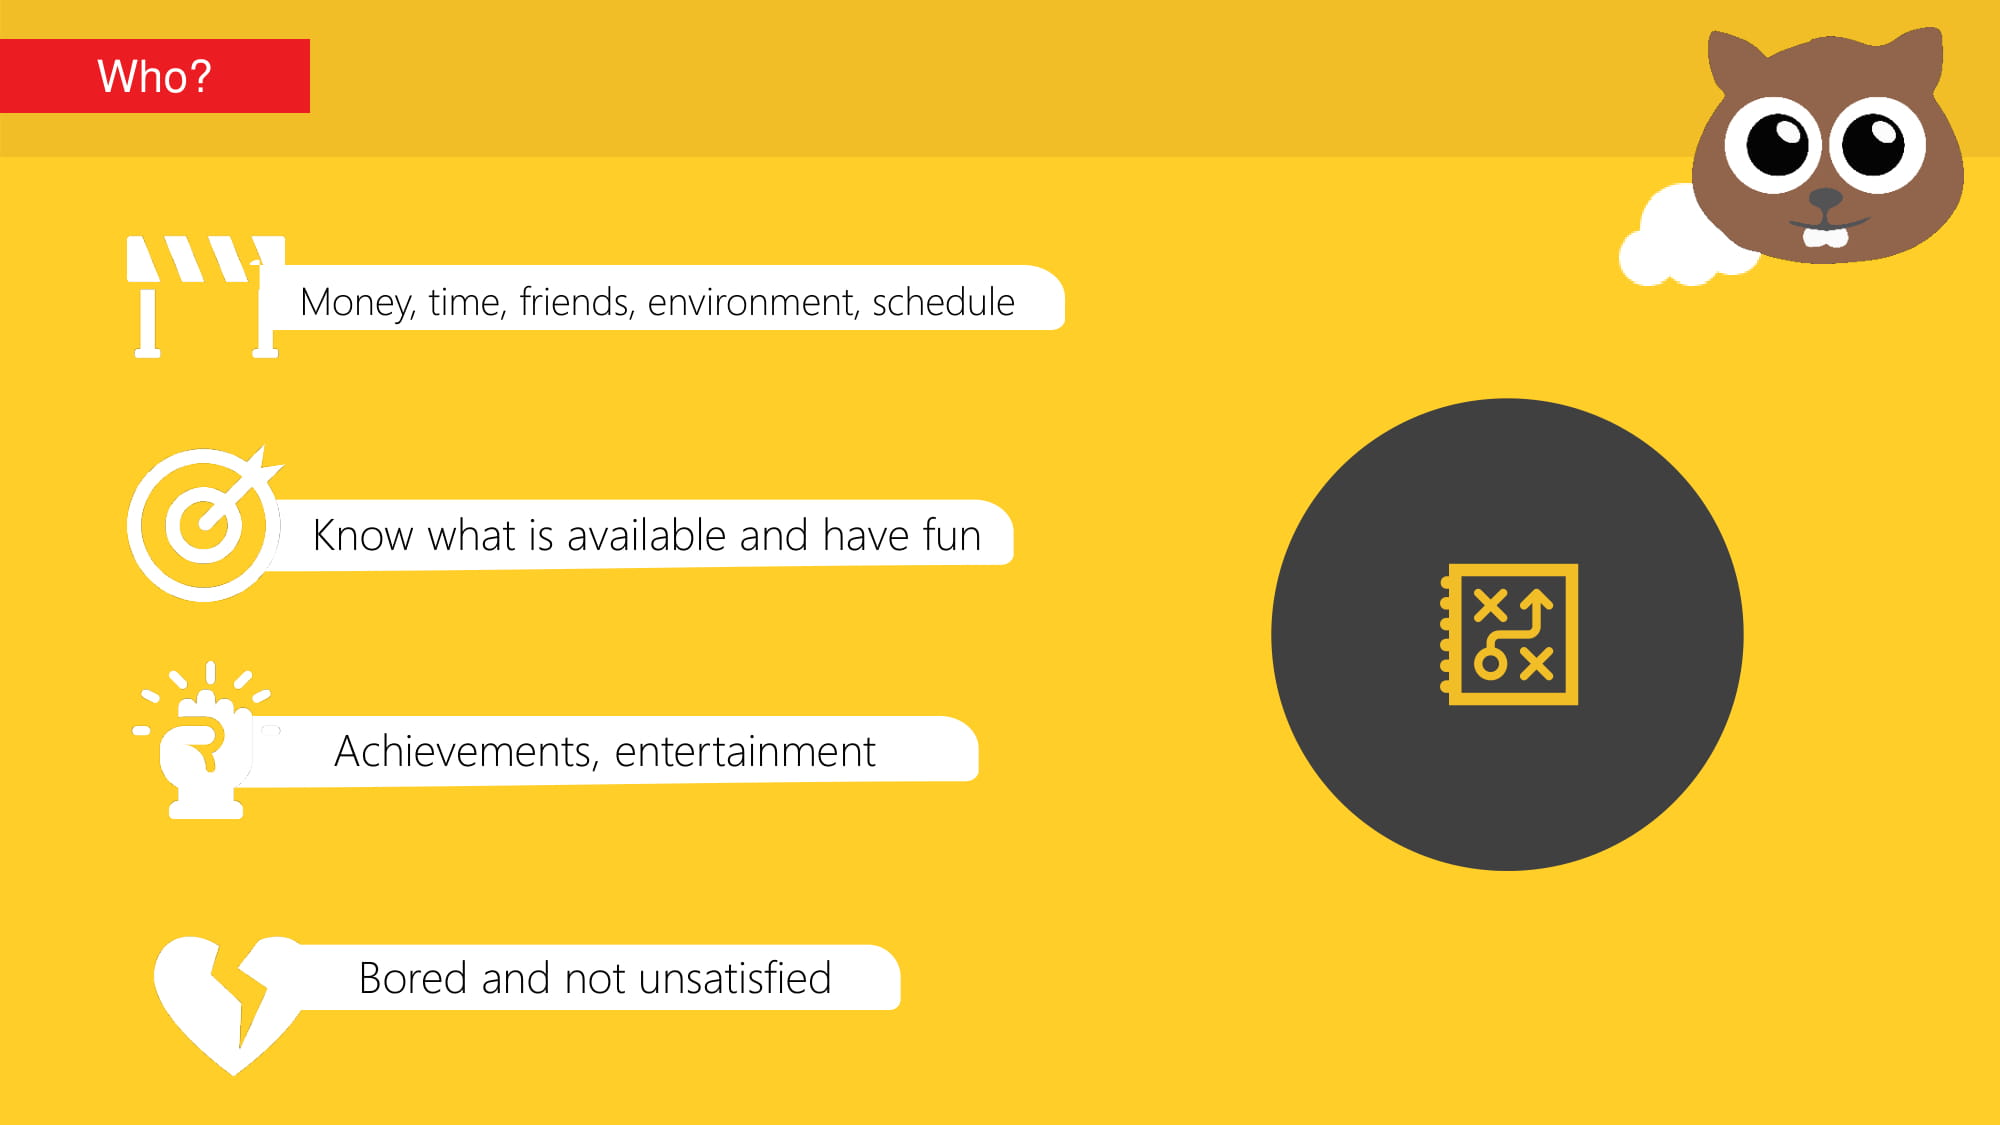 Who?
Money, time, friends, environment, schedule
Know what is available and have fun
Achievements, entertainment
Bored and not unsatisfied